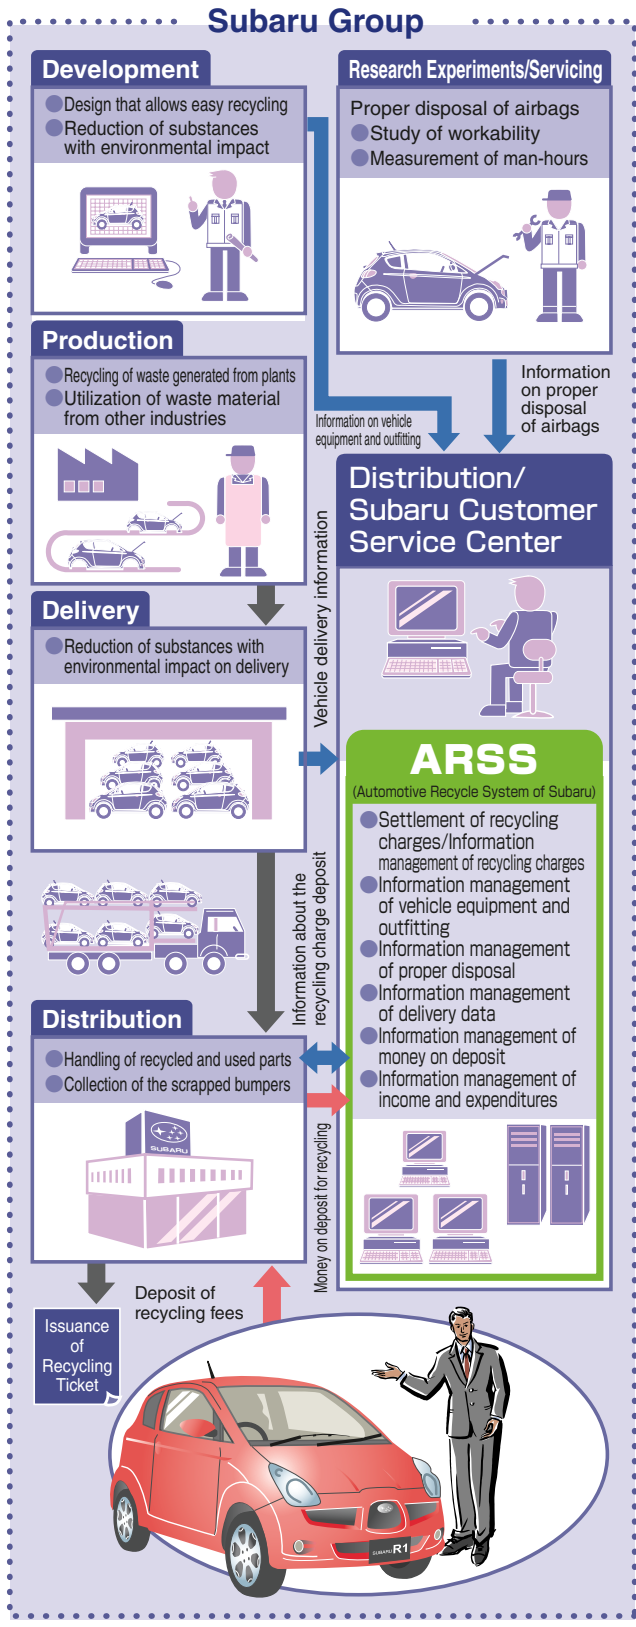 Subaru Group
Development
●Design that allows easy recycling
●Reduction of substances
with environmental impact
Research Experiments/Servicing
Proper disposal of airbags
●Study of workability
●Measurement of man-hours
Production
●Recycling of waste generated from plants
●Utilization of waste material
from other industries
Information on vehicle
equipment and outfitting
Information
on proper
disposal
of airbags
Distribution/
Subaru Customer
Service Center
Vehicle delivery information
Delivery
●Reduction of substances with
environmental impact on delivery
ARSS
(Automotive Recycle System of Subaru)
●Settlement of recycling
charges/Information
management of recycling charges
●Information management
of vehicle equipment and
outfitting
●Information management
of proper disposal
●Information management
of delivery data
●Information management of
money on deposit
●Information management of
income and expenditures
Information about the
recycling charge deposit
Distribution
●Handling of recycled and used parts
●Collection of the scrapped bumpers
SUBARU
Money on deposit for recycling
Deposit of
recycling fees
Issuance
of
Recycling
Ticket
SUBARU R1